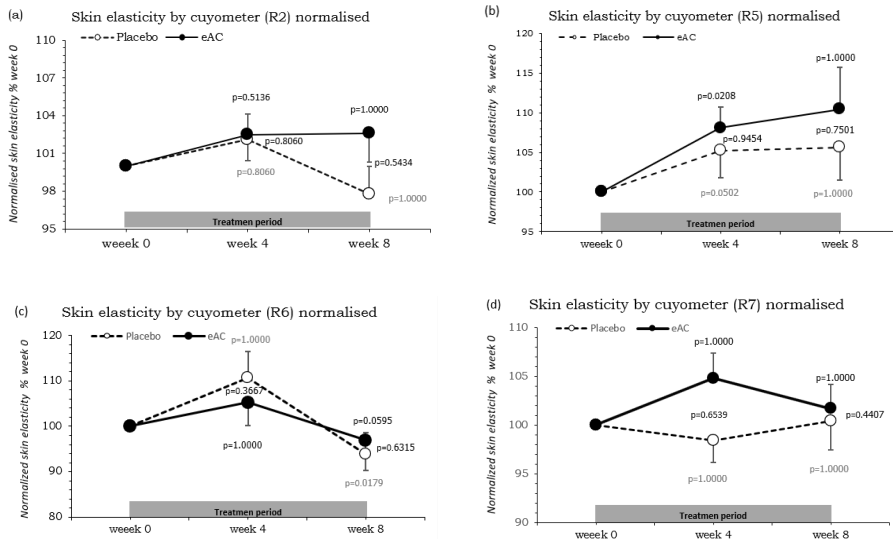 (a)
Skin elasticity by cuyometer (R2) normalised
Placebo
eAC
Normalised skin elasticity % week 0
110
108
106
103
101
98
95
p=0.5136
p=1.0000
p=0.8060
p=0.8060
p=0.5434
p=1.0000
Treatmen period
weeek 0
week 4
week 8
(b)
Skin elasticity by cuyometer (R5) normalised
Placebo
eAC
Normalized skin elasticity % week 0
120
115
110
105
100
95
p=0.0208
p=1.0000
p=0.9454
p=0.7501
p=0.0502
p=1.0000
Treatmen period
weeek 0
week 4
week 8
(c)
Skin elasticity by cuyometer (R6) normalised
Placebo
eAC
Normalized skin elasticity % week 0
120
110
100
90
80
p=1.0000
p=0.3667
p=1.0000
p=0.0595
p=0.6315
p=0.0179
Treatmen period
weeek 0
week 4
week 8
(d)
Skin elasticity by cuyometer (R7) normalised
Placebo
eAC
Normalized skin elasticity % week 0
110
105
100
95
90
p=1.0000
p=0.6539
p=1.0000
p=1.0000
p=0.4407
p=1.0000
Treatmen period
weeek 0
week 4
week 8